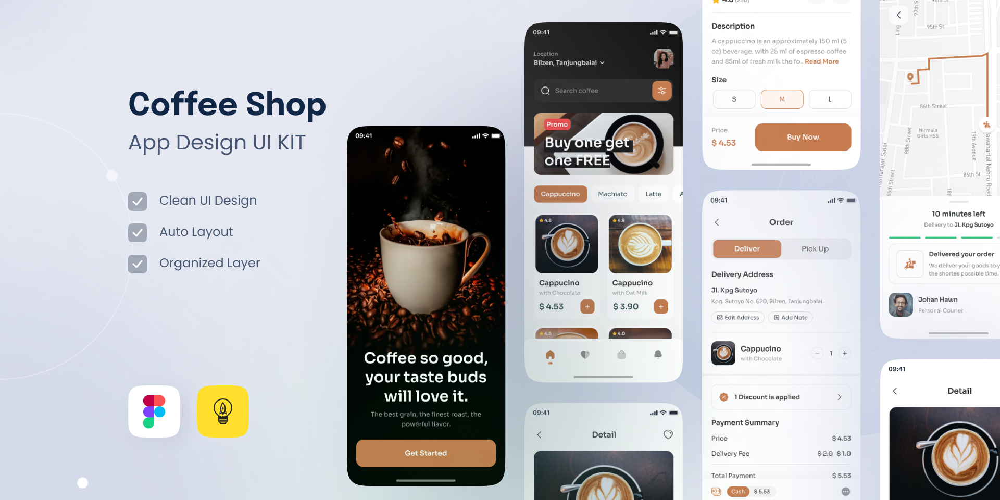 Coffee Shop
App Design UI KIT
Clean UI Design
Auto Layout
Organized Layer
09:41
Coffee so good,
your taste buds
will love it.
The best grain, the finest roast, the
powerful flavor.
Get Started
09:41
Location
Bilzen, Tanjungbalai
Search coffee
Promo
Buy one get
one FREE
Cappuccino
Machiato
Latte
4.8
4.9
Cappucino
with Chocolate
$ 4.53
+
Cappucino
with Oat Milk
$ 3.90
+
4.5
4.0
09:41
Detail
4.8 (230)
Description
A cappuccino is an approximately 150 ml (5
oz) beverage, with 25 ml of espresso coffee
and 85ml of fresh milk the fo.. Read More
Size
S
M
L
Price
$ 4.53
Buy Now
09:41
Order
Deliver
Pick Up
Delivery Address
Jl. Kpg Sutoyo
Kpg. Sutoyo No. 620, Bilzen, Tanjungbalai.
Edit Address
Add Note
Cappucino
with Chocolate
1
1 Discount is applied
Payment Summary
Price
$ 4.53
Delivery Fee
$ 2.0 $ 1.0
Total Payment
$ 5.53
Cash
$ 5.53
97th S
98th St
Ling
95th St
86th Street
Nirmala
Girls HSS
88th Street
19th Avenue
Jawaharlal Nehru Road
amarajar Salai
85th Street
86th St
18t
10 minutes left
Delivery to Jl. Kpg Sutoyo
Delivered your order
We deliver your goods to y
the shortes possible time.
Johan Hawn
Personal Courier
09:41
Detail